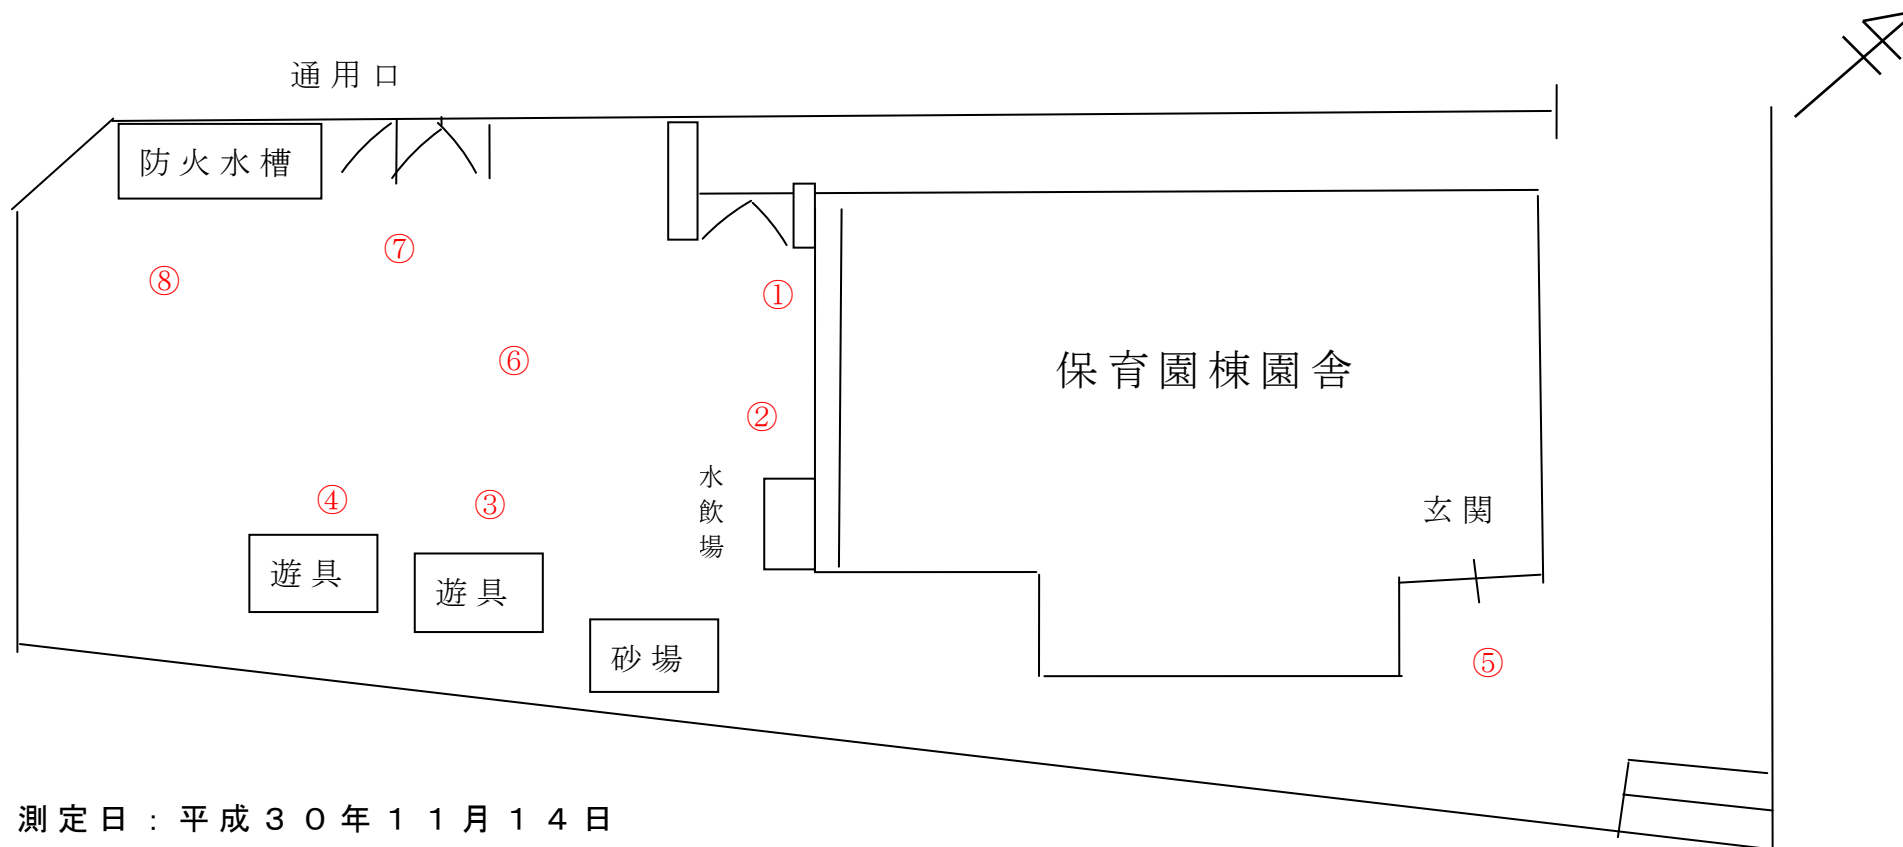 通用口
防火水槽
⑦
⑧
①
⑥
保育園棟園舎
②
水飲場
④
③
玄関
遊具
遊具
砂場
⑤
測定日：平成３０年１１月１４日